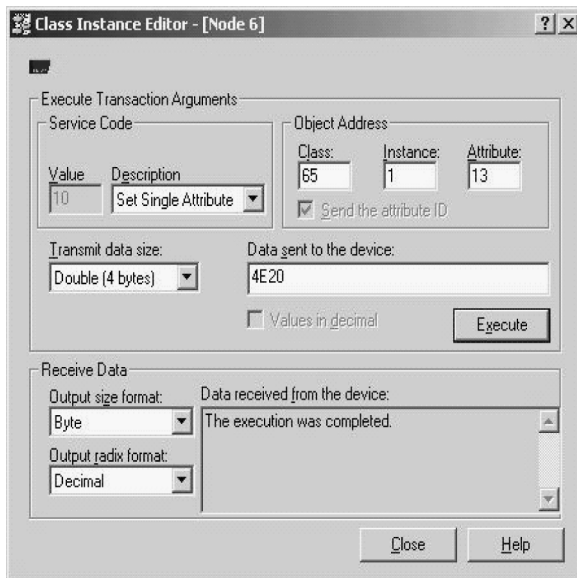 Class Instance Editor - [Node 6]
Execute Transaction Arguments
Service Code
Value
Description
10
Set Single Attribute
Object Address
Class:
Instance:
Attribute:
65
1
13
Send the attribute ID
Transmit data size:
Double (4 bytes)
Data sent to the device:
4E20
Values in decimal
Execute
Receive Data
Output size format:
Byte
Output radix format:
Decimal
Data received from the device:
The execution was completed.
Close
Help